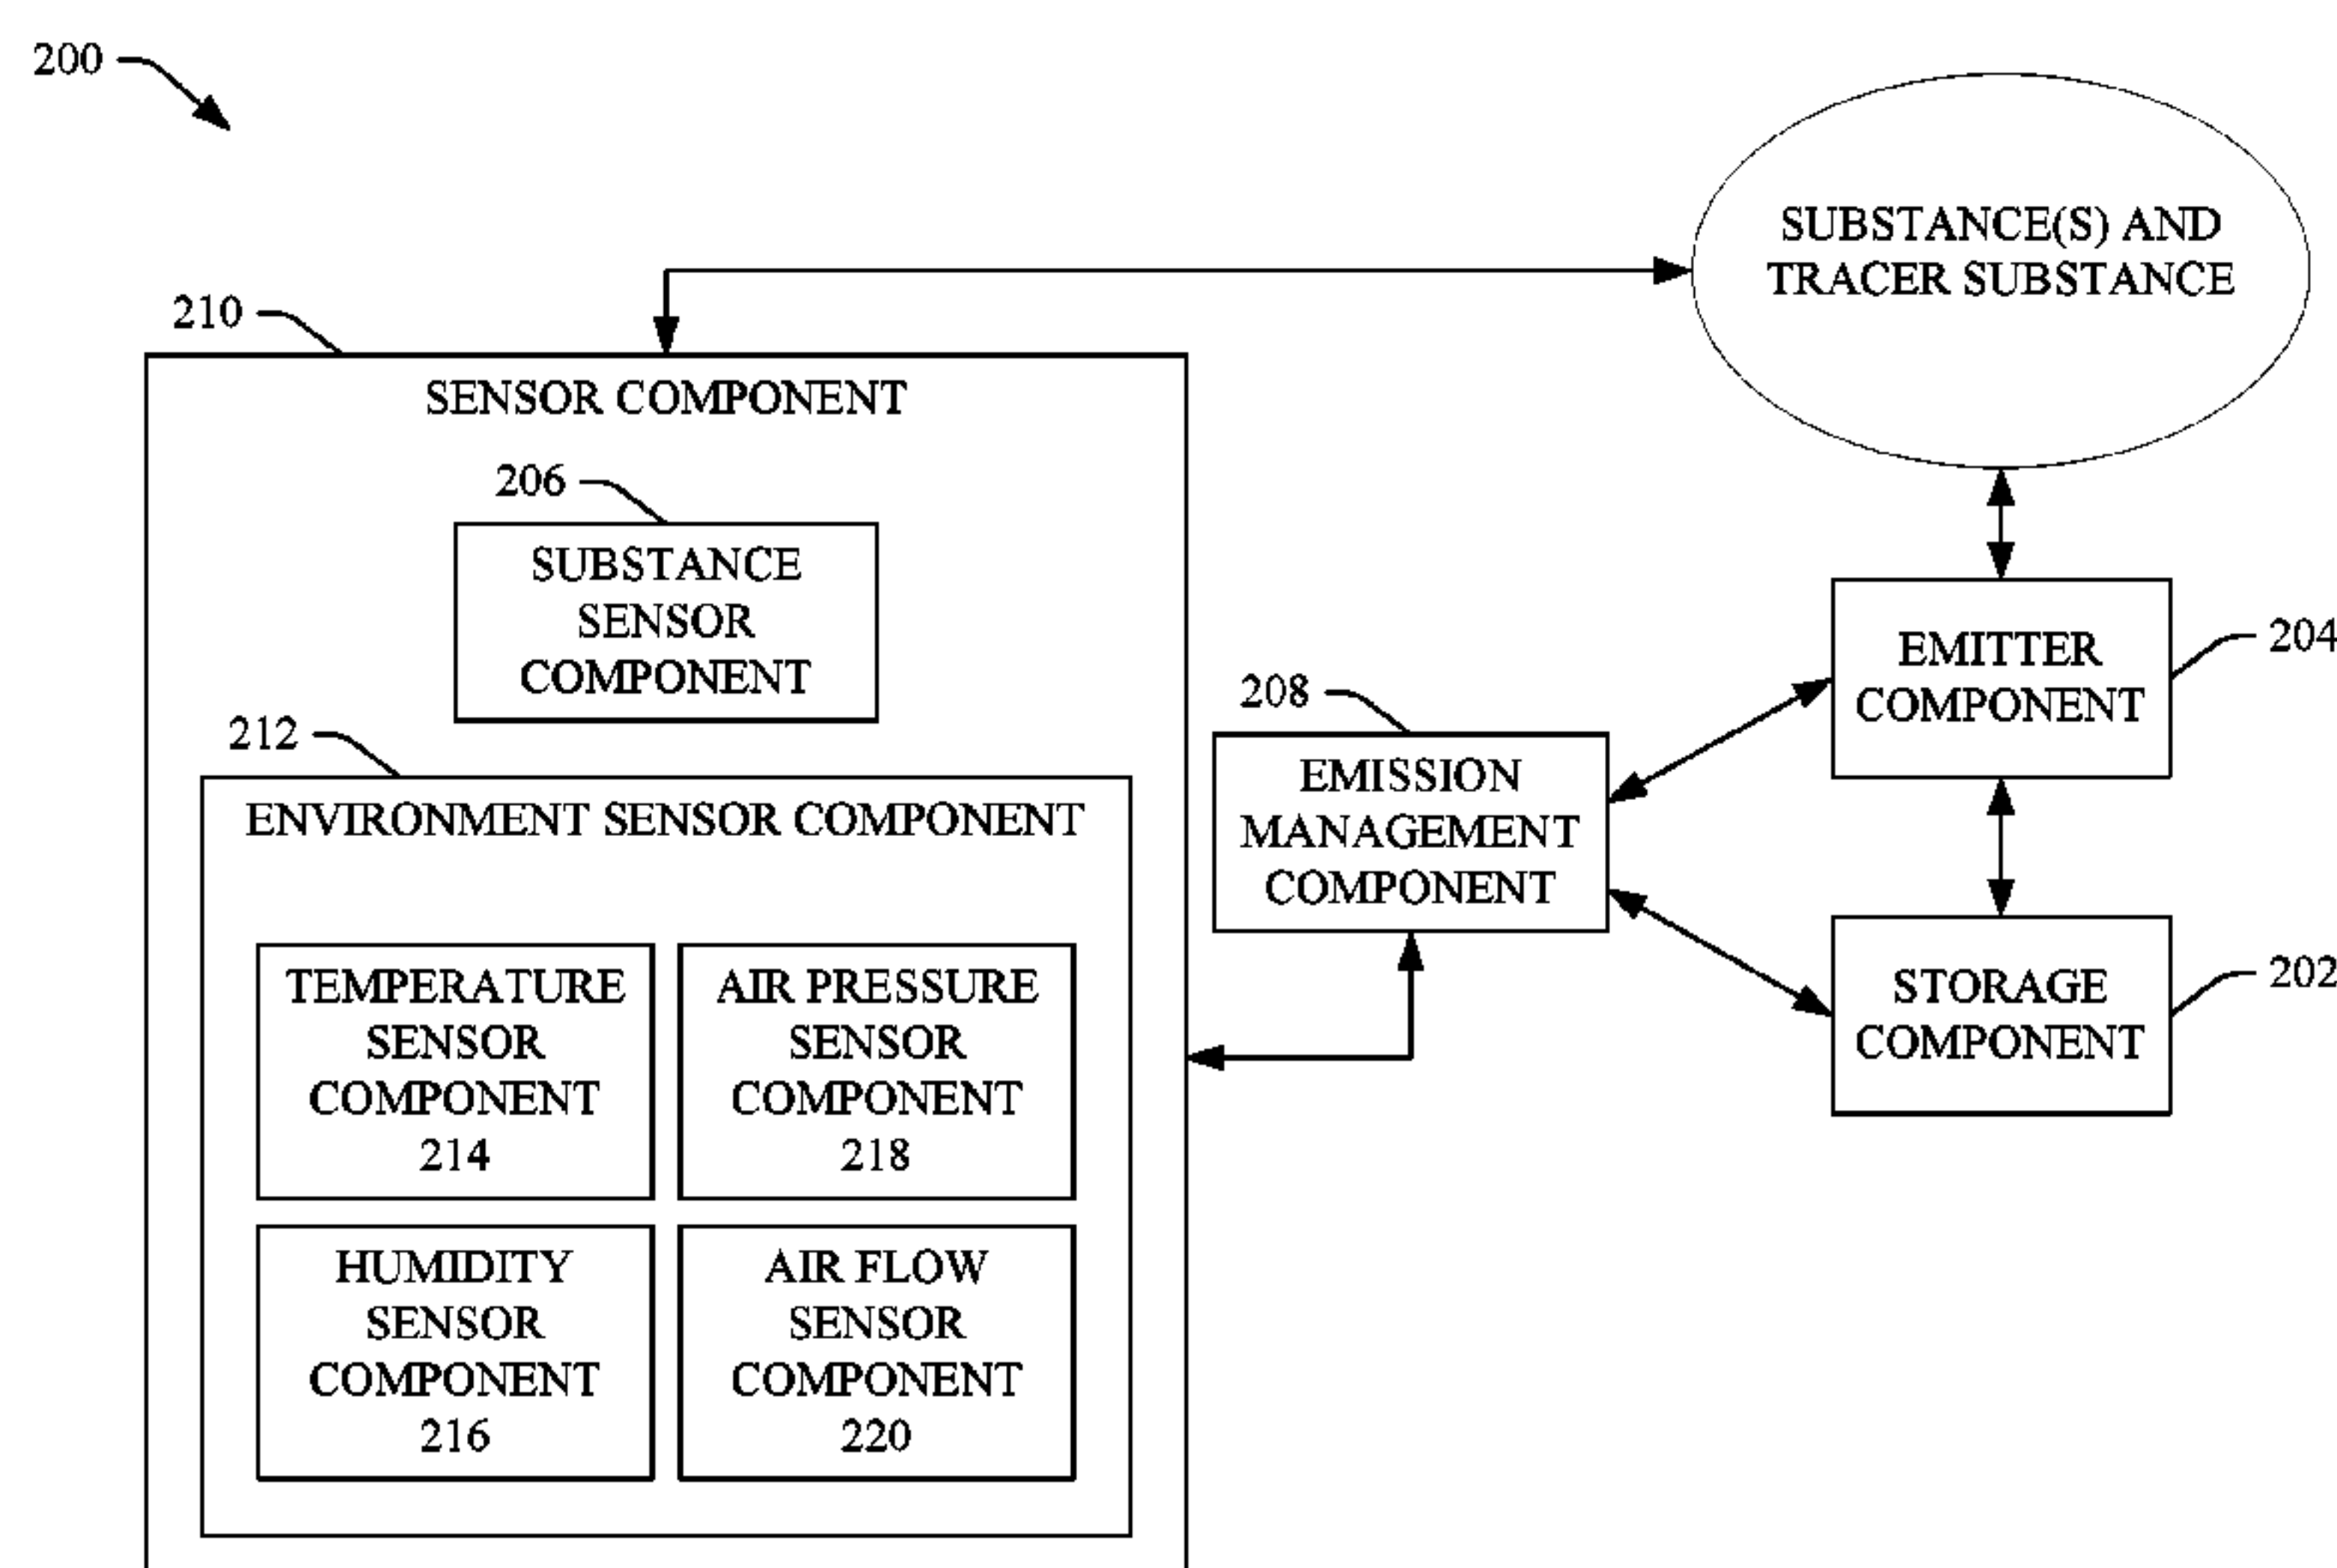 200
SUBSTANCE(S) AND
TRACER SUBSTANCE
210
SENSOR COMPONENT
206
SUBSTANCE
SENSOR
COMPONENT
212
ENVIRONMENT SENSOR COMPONENT
TEMPERATURE
SENSOR
COMPONENT
214
AIR PRESSURE
SENSOR
COMPONENT
218
HUMIDITY
SENSOR
COMPONENT
216
AIR FLOW
SENSOR
COMPONENT
220
208
EMISSION
MANAGEMENT
COMPONENT
EMITTER
COMPONENT
204
STORAGE
COMPONENT
202